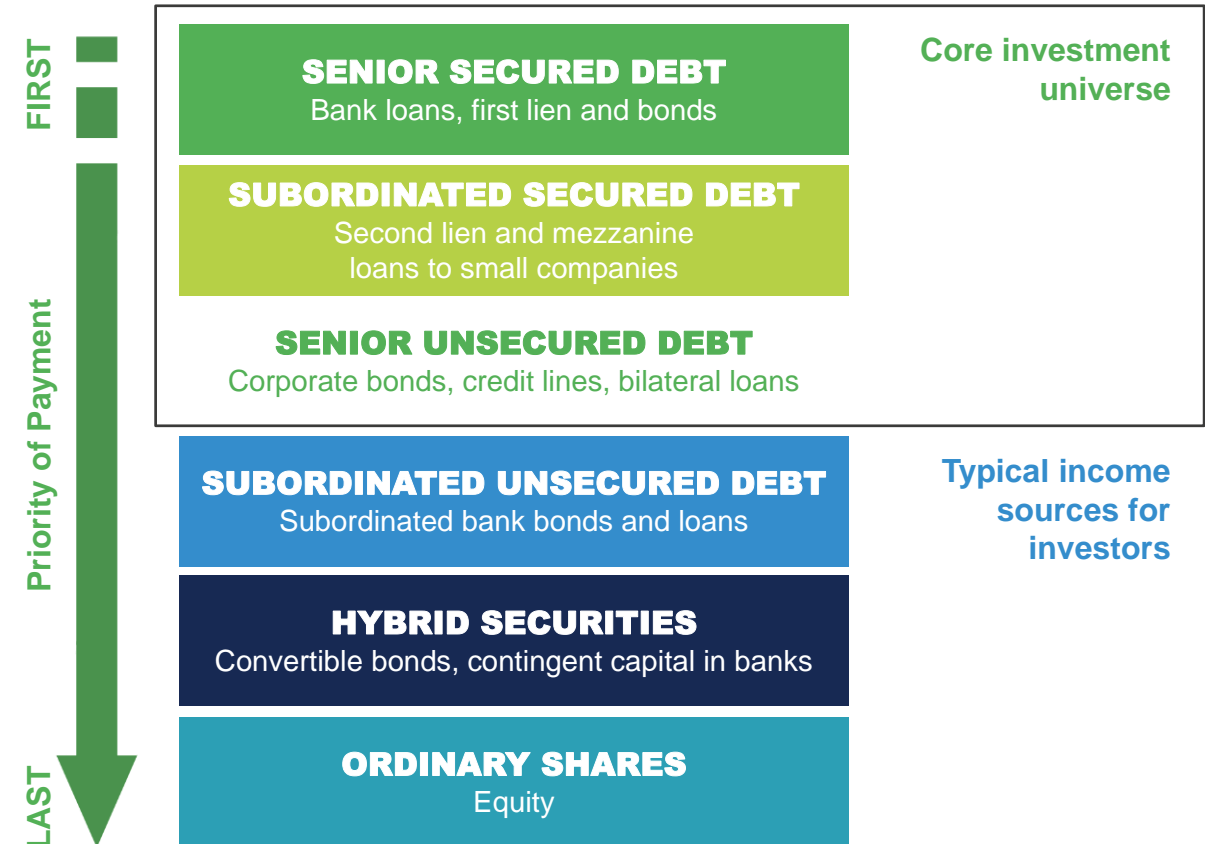 FIRST
Priority of Payment
LAST
SENIOR SECURED DEBT
Bank loans, first lien and bonds
Core investment
universe
SUBORDINATED SECURED DEBT
Second lien and mezzanine
loans to small companies
SENIOR UNSECURED DEBT
Corporate bonds, credit lines, bilateral loans
SUBORDINATED UNSECURED DEBT
Subordinated bank bonds and loans
Typical income
sources for
investors
HYBRID SECURITIES
Convertible bonds, contingent capital in banks
ORDINARY SHARES
Equity